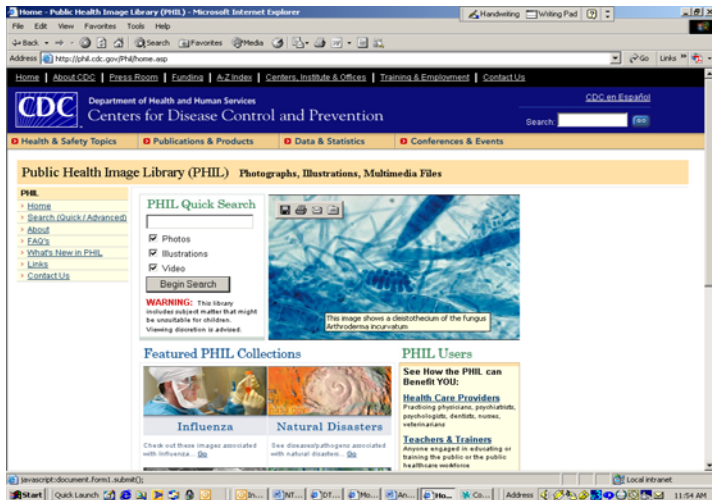 Home - Public Health Image Library (PHIL) - Microsoft Internet Explorer
Handwriting Writing Pad
File Edit View Favorites Tools Help
Back Search Favorites Media
Address http://phil.cdc.gov/Phil/home.asp Go Links
Home | About CDC | Press Room | Funding | A-Z Index | Centers, Institute & Offices | Training & Employment | Contact Us
CDC
Department of Health and Human Services
Centers for Disease Control and Prevention
CDC en Español
Search: GO
Health & Safety Topics Publications & Products Data & Statistics Conferences & Events
Public Health Image Library (PHIL) Photographs, Illustrations, Multimedia Files
PHIL
Home
Search (Quick / Advanced)
About
FAQ's
What's New in PHIL
Links
Contact Us
PHIL Quick Search
Photos
Illustrations
Video
Begin Search
WARNING: This library
includes subject matter that might
be unsuitable for children.
Viewing discretion is advised.
This image shows a cleistothecium of the fungus
Arthroderma incurvatum
Featured PHIL Collections
Influenza
Check out these images associated
with Influenza... Go
Natural Disasters
See diseases/pathogens associated
with natural disasters... Go
PHIL Users
See How the PHIL can
Benefit YOU:
Health Care Providers
Practicing physicians, psychiatrists,
psychologists, dentists, nurses,
veterinarians
Teachers & Trainers
Anyone engaged in educating or
training the public or the public
healthcare workforce
javascript:document.form1.submit(); Local intranet
Start Quick Launch In... NT... DT... Mo... An... Ho... Co... Address 11:54 AM